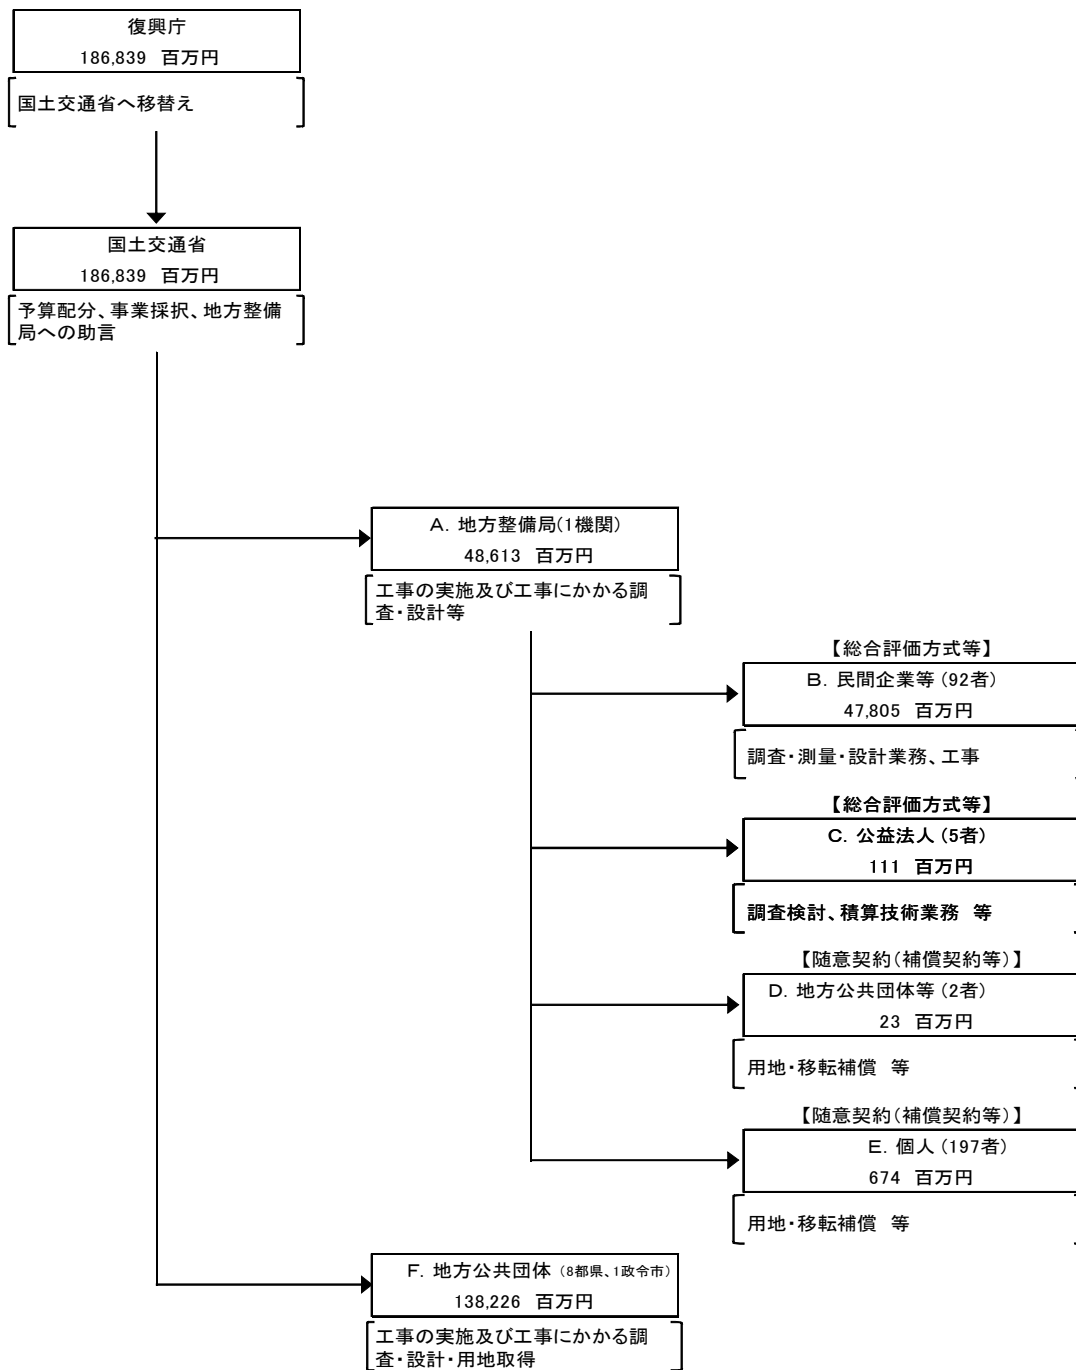 復興庁
186,839 百万円
国土交通省へ移替え
国土交通省
186,839 百万円
予算配分、事業採択、地方整備
局への助言
A. 地方整備局(1機関)
48,613 百万円
工事の実施及び工事にかかる調
査・設計等
【総合評価方式等】
B. 民間企業等 (92者)
47,805 百万円
調査・測量・設計業務、工事
【総合評価方式等】
C. 公益法人 (5者)
111 百万円
調査検討、積算技術業務 等
【随意契約(補償契約等)】
D. 地方公共団体等 (2者)
23 百万円
用地・移転補償 等
【随意契約(補償契約等)】
E. 個人 (197者)
674 百万円
用地・移転補償 等
F. 地方公共団体 (8都県、1政令市)
138,226 百万円
工事の実施及び工事にかかる調
査・設計・用地取得